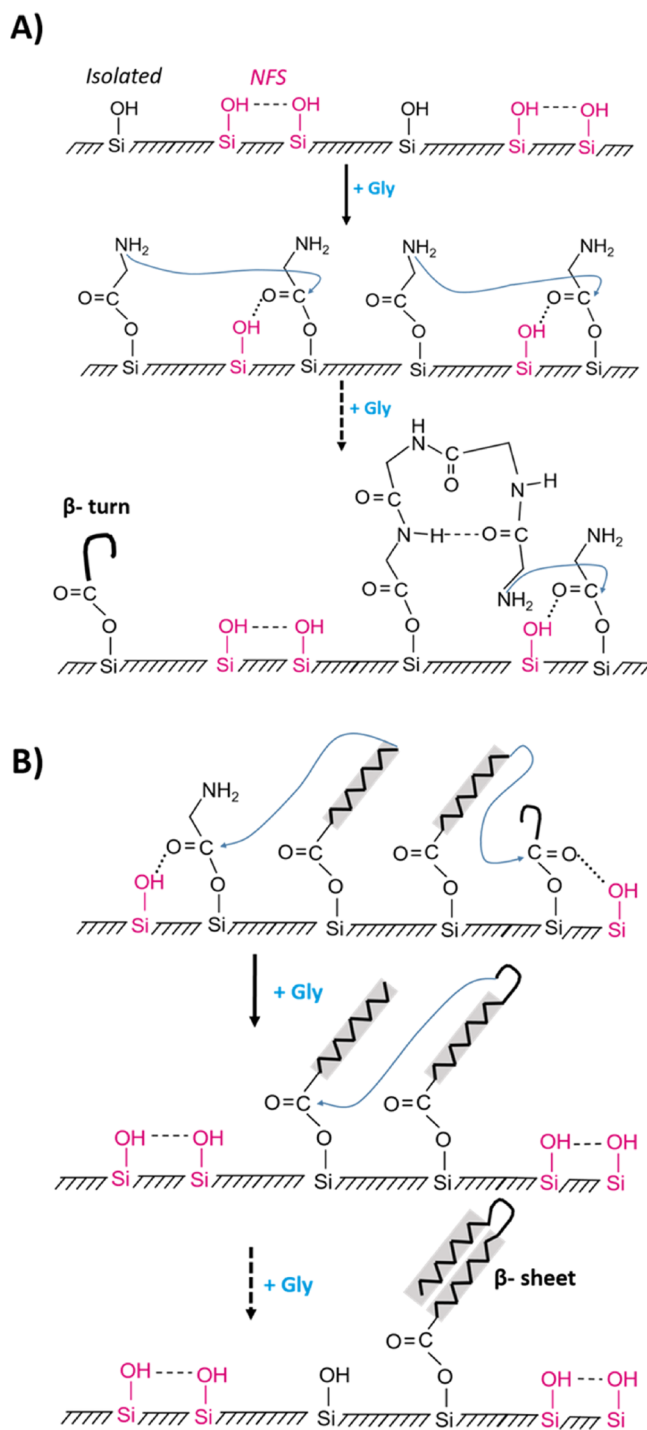 A)
Isolated NFS
OH OH OH OH OH OH
Si Si Si Si Si Si
+ Gly
NH2 NH2 NH2 NH2
O=C O=C O=C O=C
O OH O O OH O
Si Si Si Si Si Si
+ Gly
H
N C
O
β- turn O=C N-H
N-H O=C
NH2
O=C O=C NH2 O=C
O OH OH O OH O
Si Si Si Si Si Si
B)
NH2
O=C O=C O=C C=O
OH O O O O OH
Si Si Si Si Si Si
+ Gly
O=C O=C
OH OH O O OH OH
Si Si Si Si Si Si
+ Gly β- sheet
O=C
OH OH OH O OH OH
Si Si Si Si Si Si